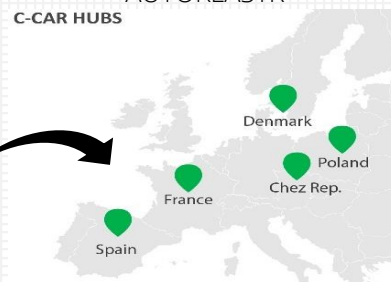 C-CAR HUBS
Denmark
Poland
Chez Rep.
France
Spain